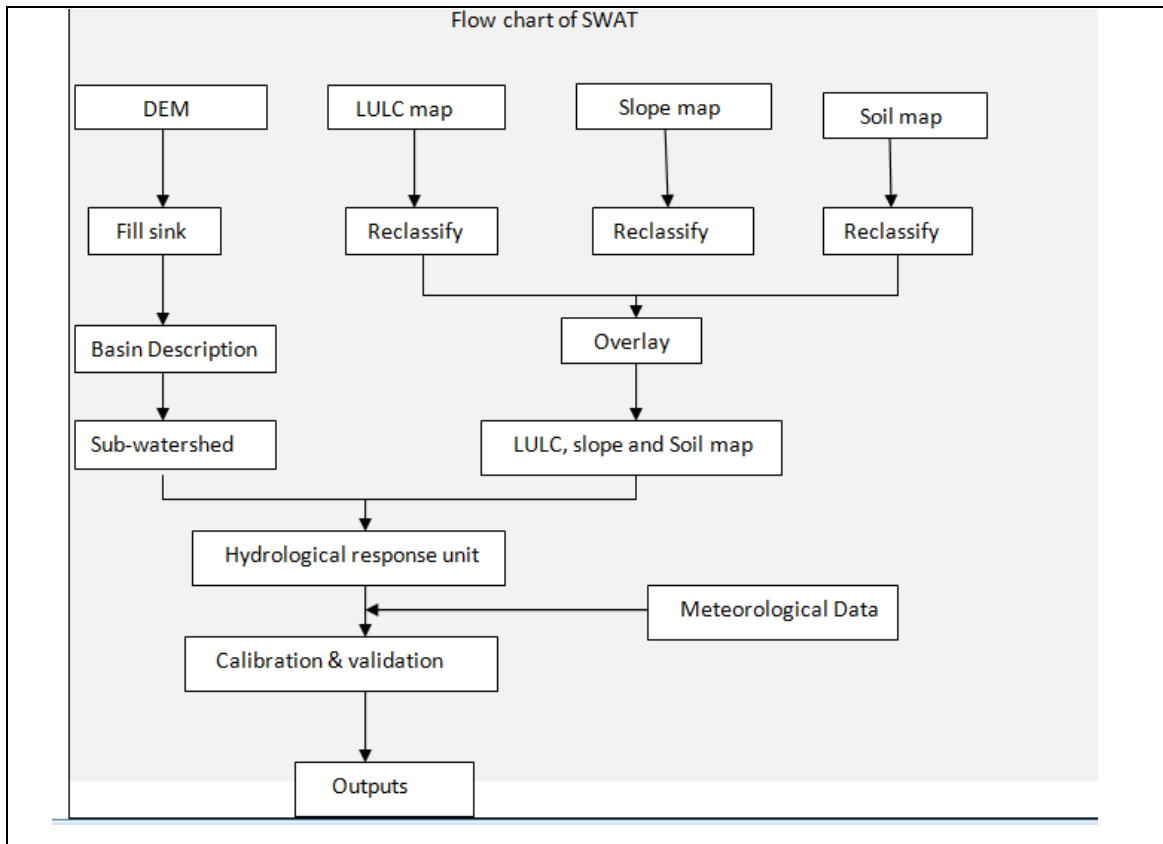 Flow chart of SWAT
DEM
LULC map
Slope map
Soil map
Fill sink
Reclassify
Reclassify
Reclassify
Basin Description
Overlay
Sub-watershed
LULC, slope and Soil map
Hydrological response unit
Meteorological Data
Calibration & validation
Outputs